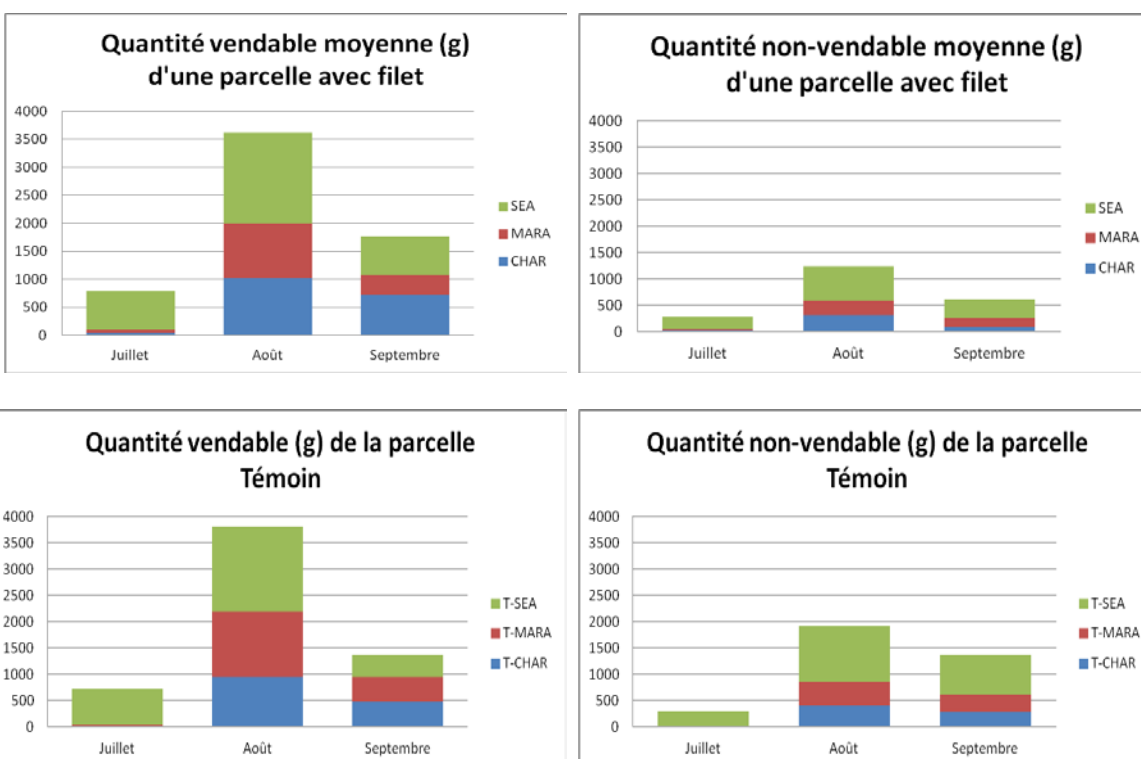 Quantité vendable moyenne (g)
d'une parcelle avec filet
4000
3500
3000
2500
2000
1500
1000
500
0
Juillet Août Septembre
SEA
MARA
CHAR
Quantité non-vendable moyenne (g)
d'une parcelle avec filet
4000
3500
3000
2500
2000
1500
1000
500
0
Juillet Août Septembre
SEA
MARA
CHAR
Quantité vendable (g) de la parcelle
Témoin
4000
3500
3000
2500
2000
1500
1000
500
0
Juillet Août Septembre
T-SEA
T-MARA
T-CHAR
Quantité non-vendable (g) de la parcelle
Témoin
4000
3500
3000
2500
2000
1500
1000
500
0
Juillet Août Septembre
T-SEA
T-MARA
T-CHAR